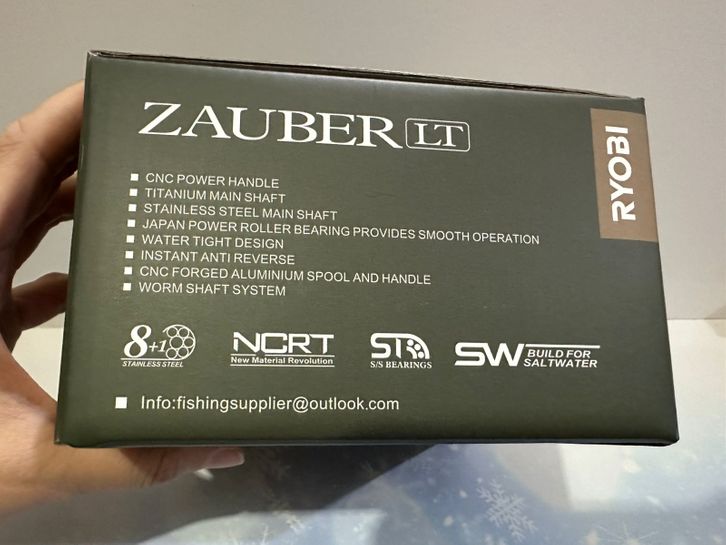 ZAUBER LT
RYOBI
■ CNC POWER HANDLE
■ TITANIUM MAIN SHAFT
■ STAINLESS STEEL MAIN SHAFT
■ JAPAN POWER ROLLER BEARING PROVIDES SMOOTH OPERATION
■ WATER TIGHT DESIGN
■ INSTANT ANTI REVERSE
■ CNC FORGED ALUMINIUM SPOOL AND HANDLE
■ WORM SHAFT SYSTEM
8+1
STAINLESS STEEL
NCRT
New Material Revolution
ST
S/S BEARINGS
SW BUILD FOR
SALTWATER
■ Info:fishingsupplier@outlook.com